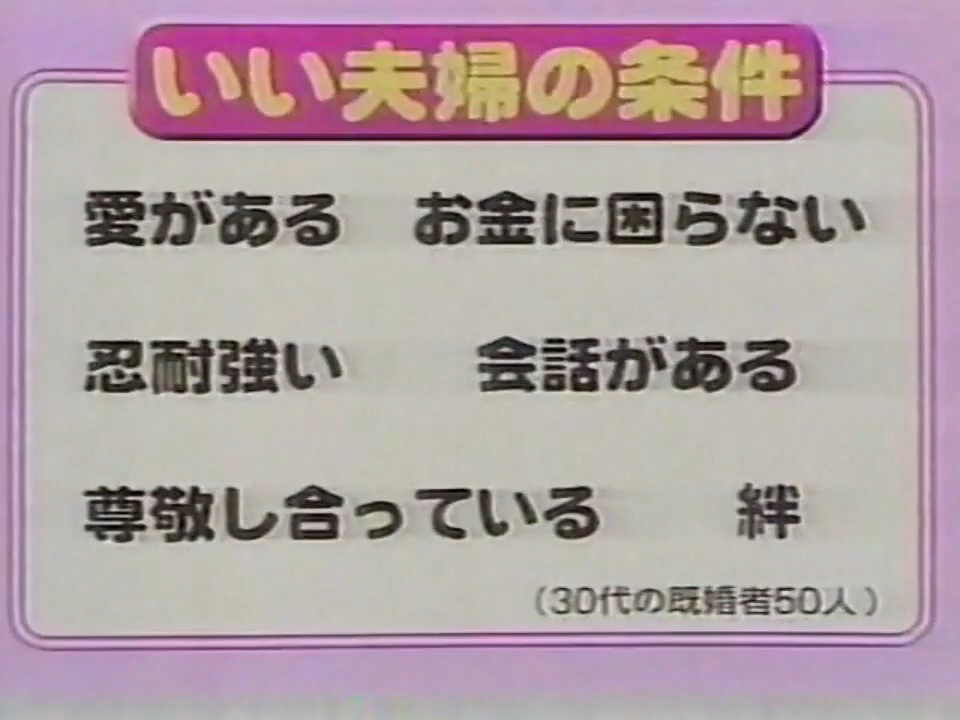 いい夫婦の条件
愛がある　お金に困らない
忍耐強い　会話がある
尊敬し合っている　絆
（30代の既婚者50人）